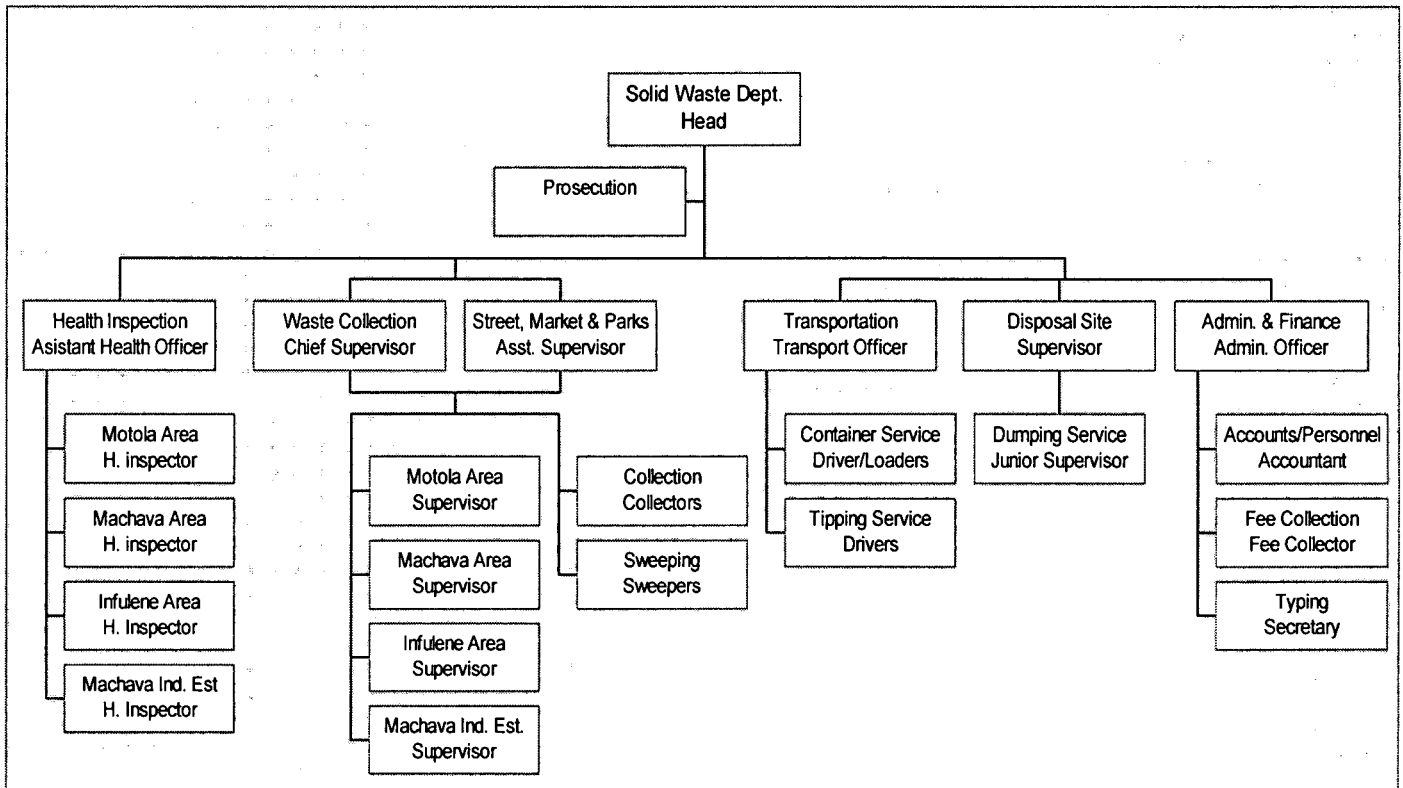 Solid Waste Dept.
Head
Prosecution
Health Inspection
Asistant Health Officer
Waste Collection
Chief Supervisor
Street, Market & Parks
Asst. Supervisor
Transportation
Transport Officer
Disposal Site
Supervisor
Admin. & Finance
Admin. Officer
Motola Area
H. inspector
Machava Area
H. inspector
Infulene Area
H. Inspector
Machava Ind. Est
H. Inspector
Motola Area
Supervisor
Machava Area
Supervisor
Infulene Area
Supervisor
Machava Ind. Est.
Supervisor
Collection
Collectors
Sweeping
Sweepers
Container Service
Driver/Loaders
Tipping Service
Drivers
Dumping Service
Junior Supervisor
Accounts/Personnel
Accountant
Fee Collection
Fee Collector
Typing
Secretary